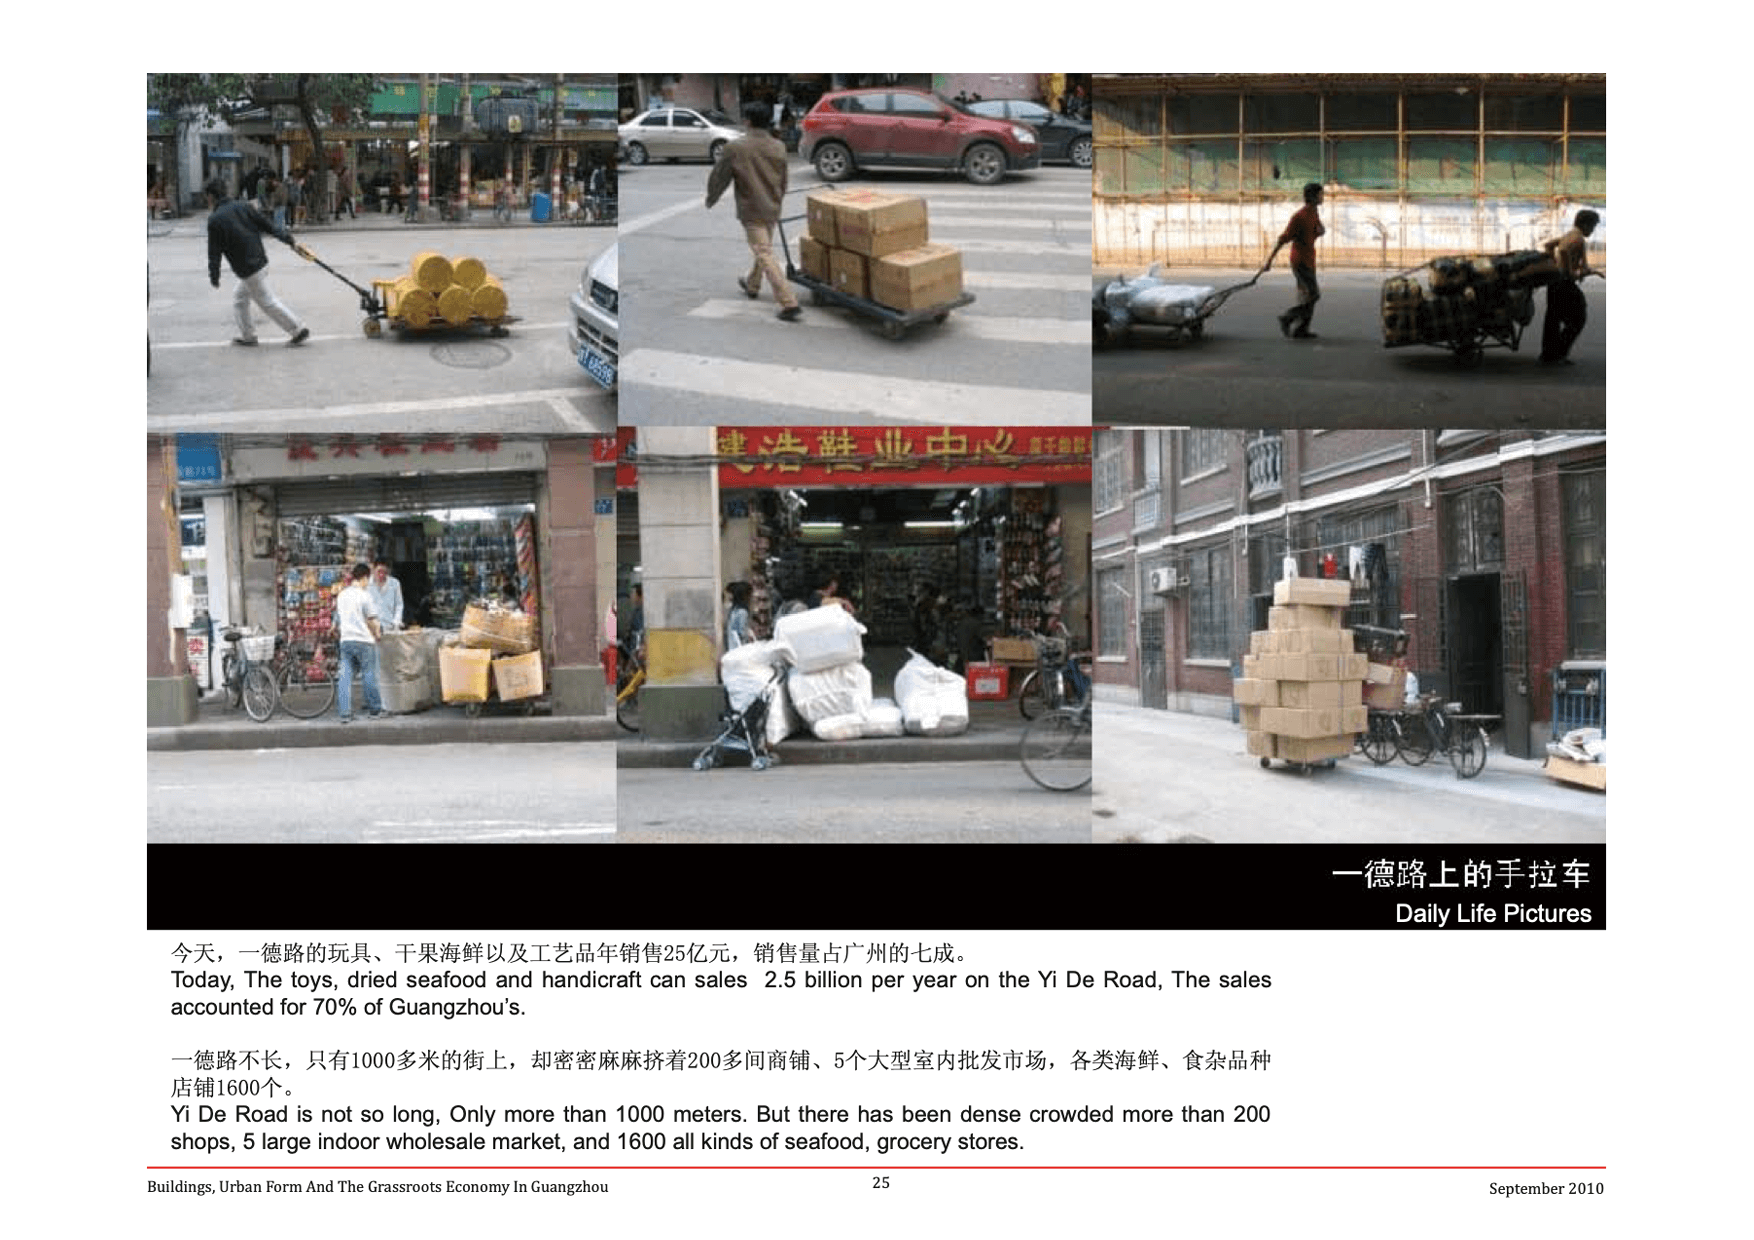 建浩鞋业中心
一德路上的手拉车
Daily Life Pictures
今天，一德路的玩具、干果海鲜以及工艺品年销售25亿元，销售量占广州的七成。
Today, The toys, dried seafood and handicraft can sales 2.5 billion per year on the Yi De Road, The sales
accounted for 70% of Guangzhou's.
一德路不长，只有1000多米的街上，却密密麻麻挤着200多间商铺、5个大型室内批发市场，各类海鲜、食杂品种
店铺1600个。
Yi De Road is not so long, Only more than 1000 meters. But there has been dense crowded more than 200
shops, 5 large indoor wholesale market, and 1600 all kinds of seafood, grocery stores.
Buildings, Urban Form And The Grassroots Economy In Guangzhou
25
September 2010